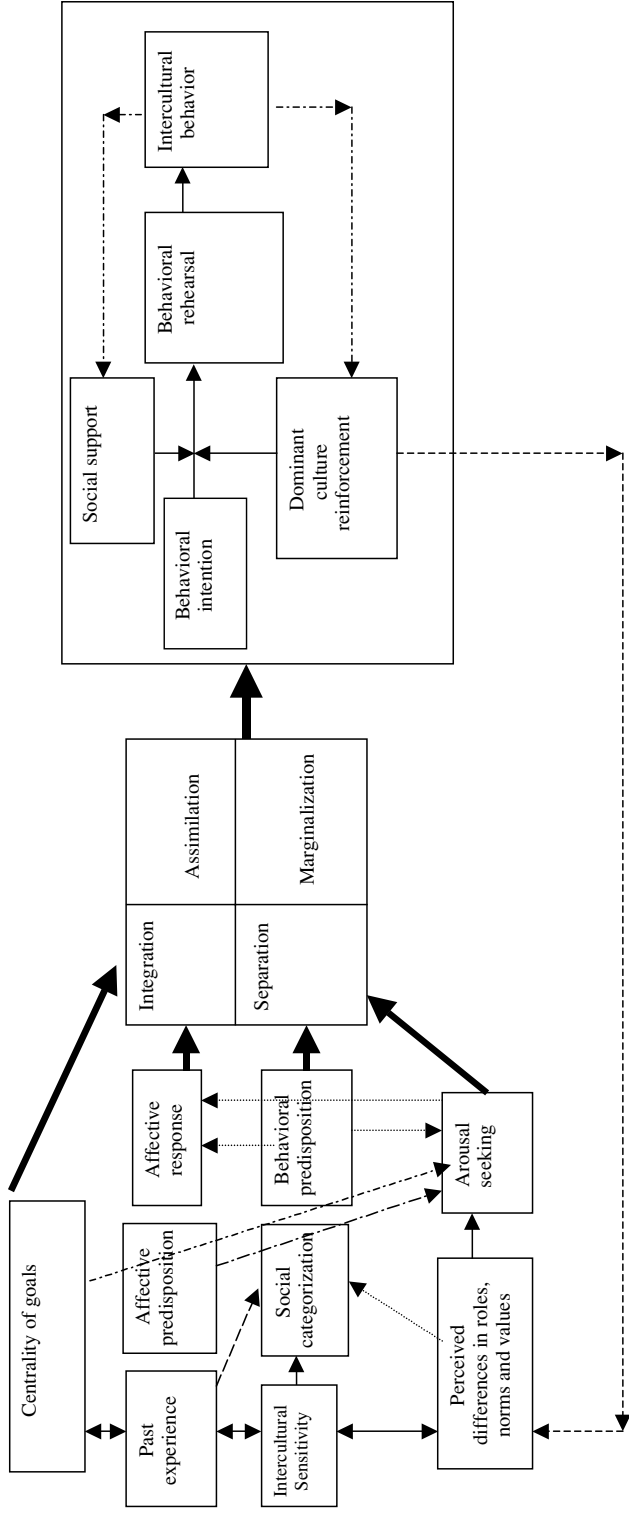 Centrality of goals
Past
experience
Affective
predisposition
Affective
response
Intercultural
Sensitivity
Social
categorization
Behavioral
predisposition
Perceived
differences in roles,
norms and values
Arousal
seeking
Integration
Assimilation
Separation
Marginalization
Social support
Behavioral
intention
Dominant
culture
reinforcement
Behavioral
rehearsal
Intercultural
behavior